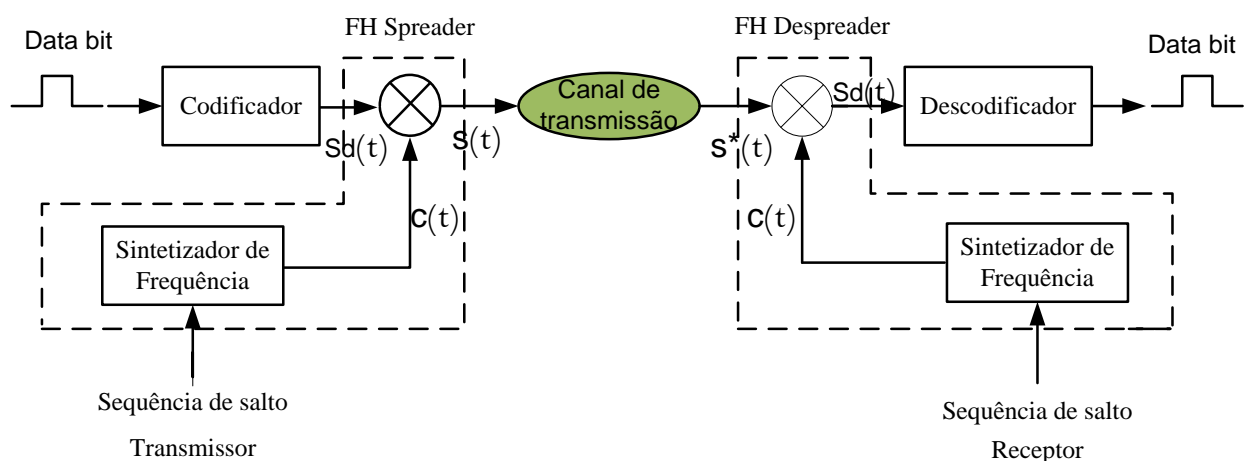 FH Spreader
FH Despreader
Data bit
Data bit
Codificador
Sd(t)
s(t)
Canal de
transmissão
s*(t)
Sd(t)
Descodificador
c(t)
c(t)
Sintetizador de
Frequência
Sintetizador de
Frequência
Sequência de salto
Transmissor
Sequência de salto
Receptor